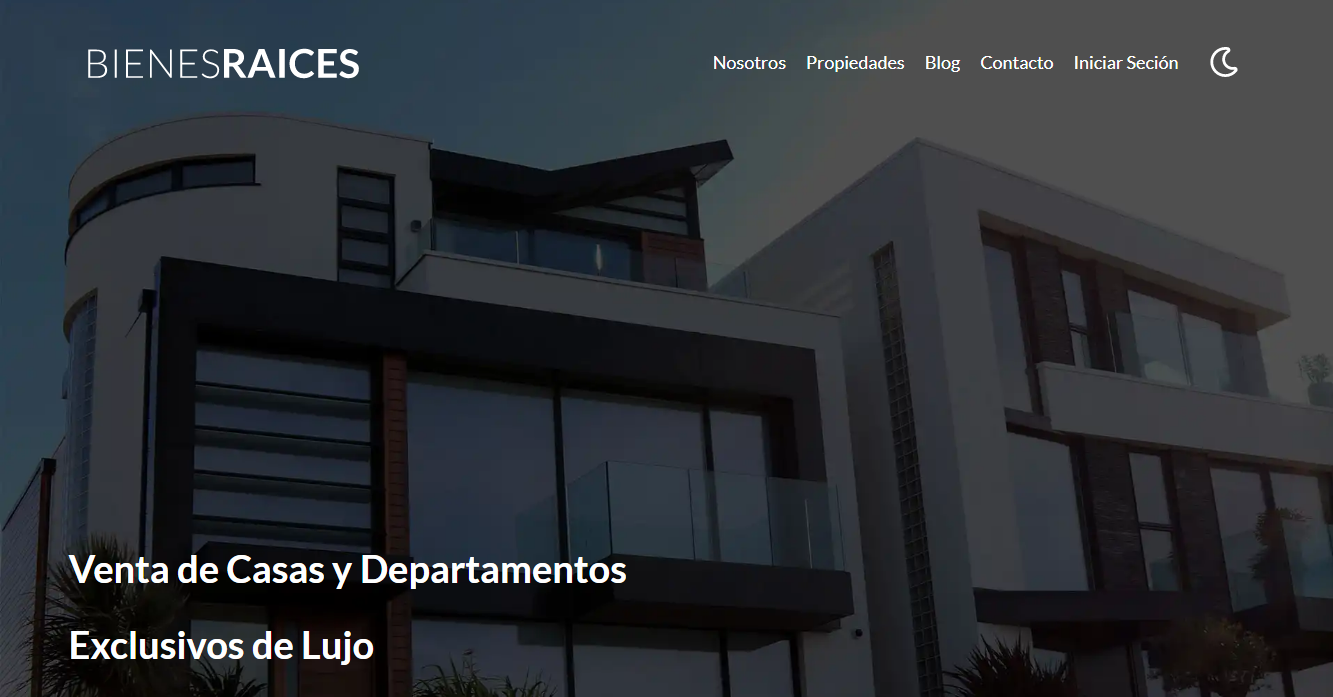 BIENESRAICES
Nosotros Propiedades Blog Contacto Iniciar Seción
Venta de Casas y Departamentos
Exclusivos de Lujo